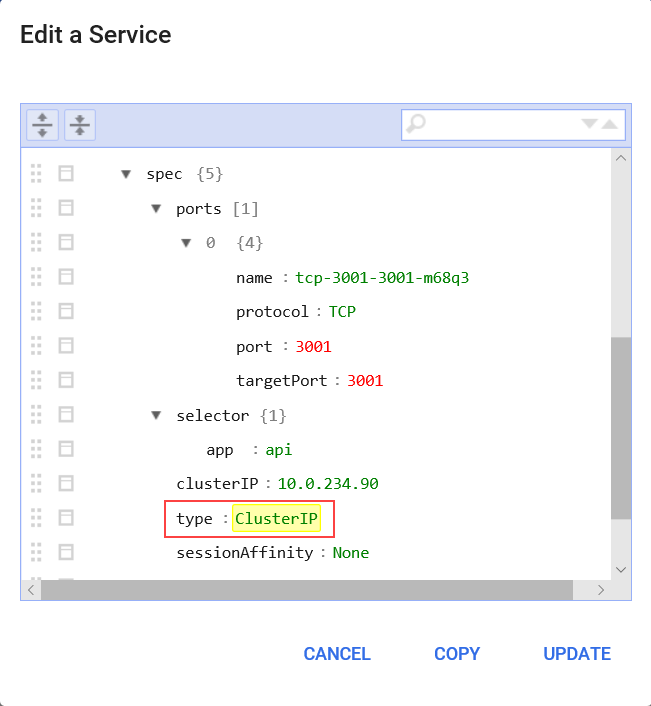 Edit a Service
spec {5}
ports [1]
0 {4}
name : tcp-3001-3001-m68q3
protocol : TCP
port : 3001
targetPort : 3001
selector {1}
app : api
clusterIP : 10.0.234.90
type : ClusterIP
sessionAffinity : None
CANCEL COPY UPDATE